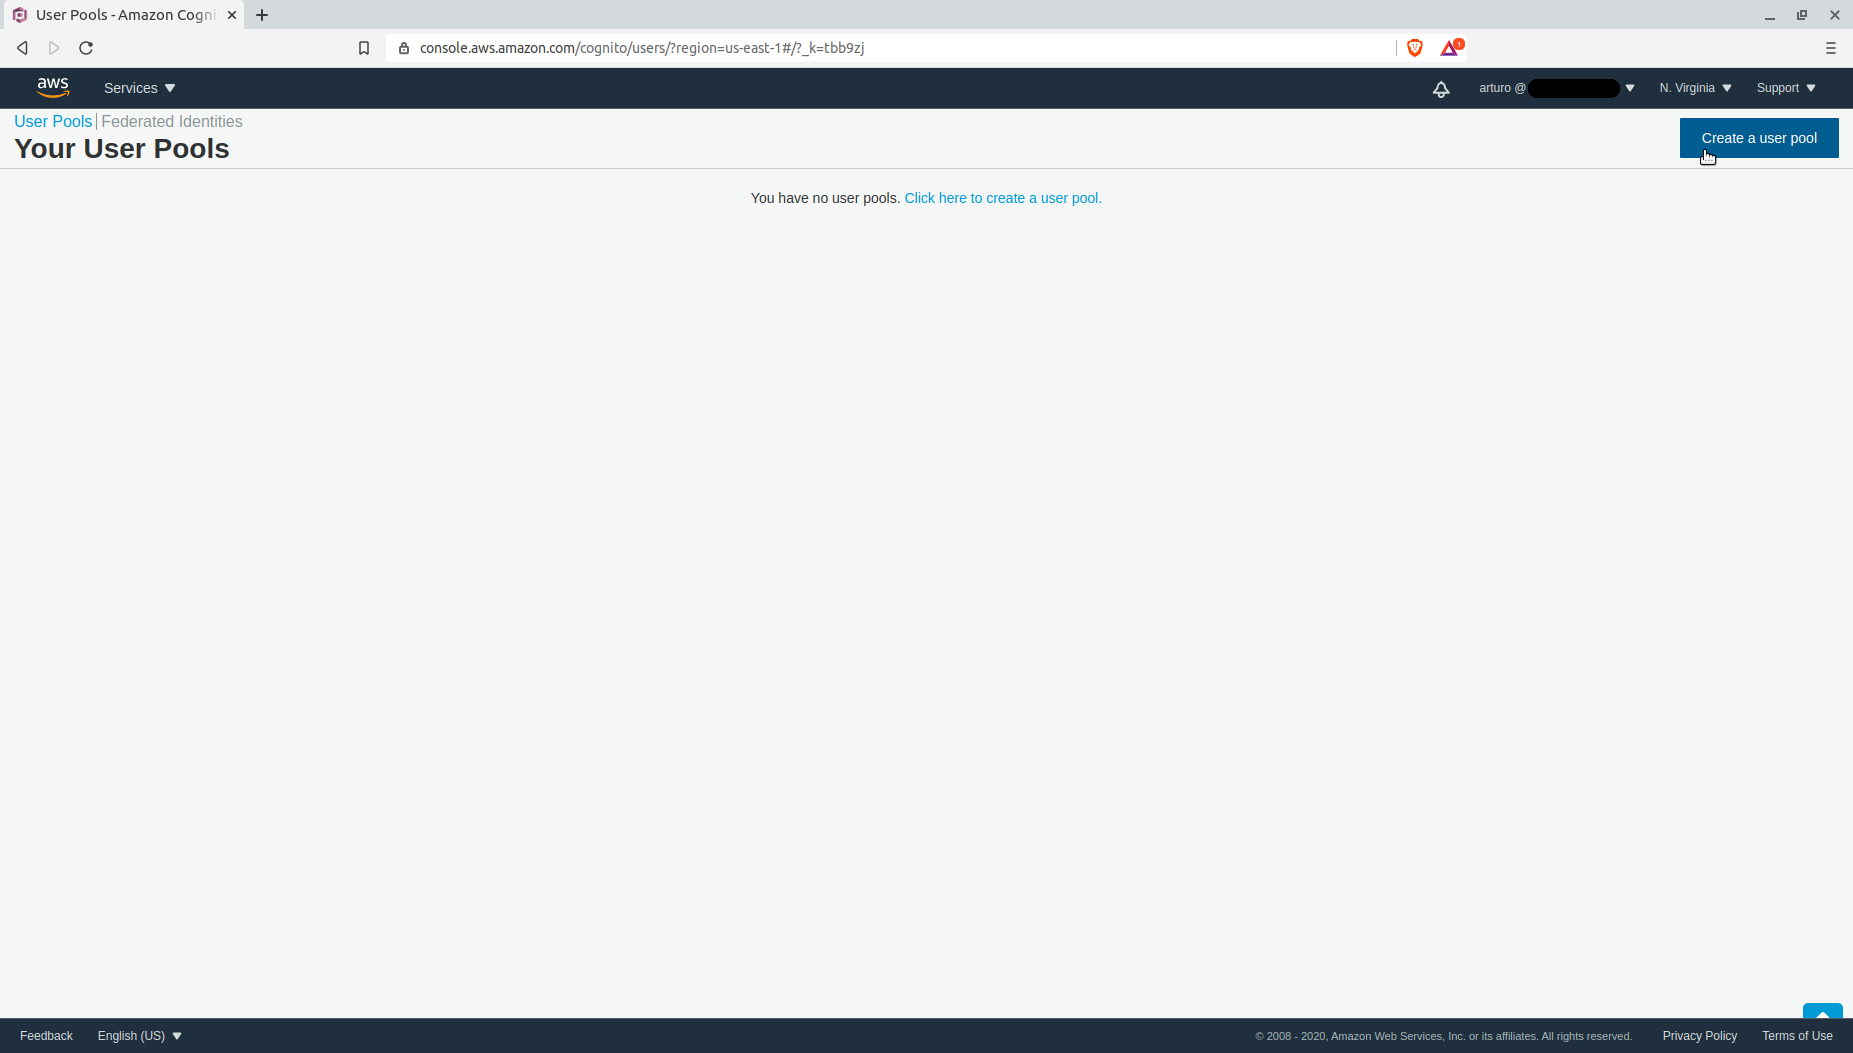 User Pools - Amazon Cogni
console.aws.amazon.com/cognito/users/?region=us-east-1#/?_k=tbb9zj
1
aws
Services
arturo @
N. Virginia
Support
User Pools
Federated Identities
Your User Pools
Create a user pool
You have no user pools. Click here to create a user pool.
Feedback
English (US)
© 2008 - 2020, Amazon Web Services, Inc. or its affiliates. All rights reserved.
Privacy Policy
Terms of Use